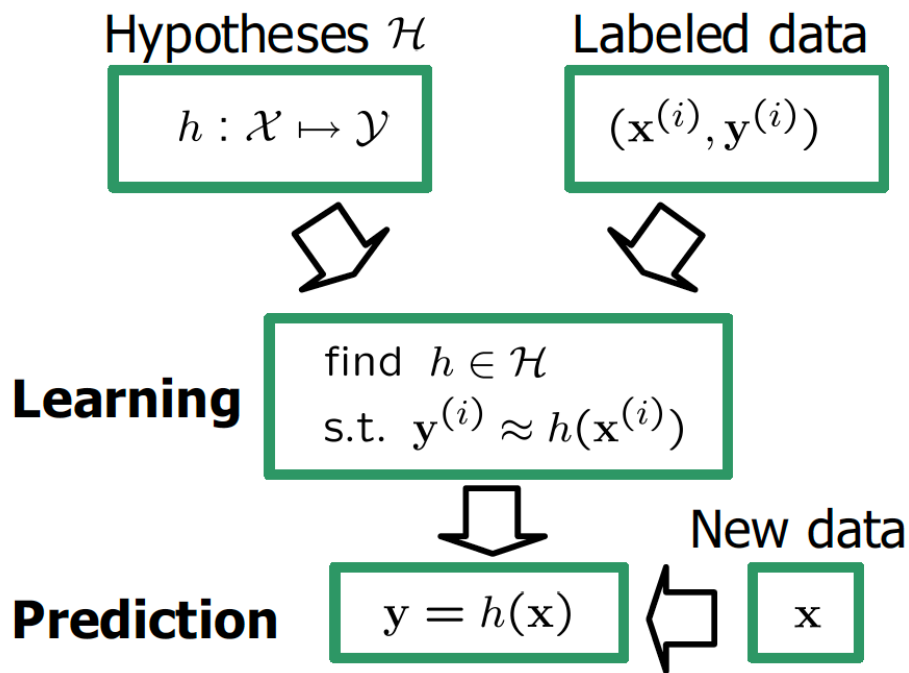 Hypotheses ℋ
Labeled data
h : 𝒳 ↦ 𝒴
(𝐱⁽ⁱ⁾, 𝐲⁽ⁱ⁾)
find h ∈ ℋ
Learning
s.t. 𝐲⁽ⁱ⁾ ≈ h(𝐱⁽ⁱ⁾)
New data
Prediction
𝐲 = h(𝐱)
𝐱